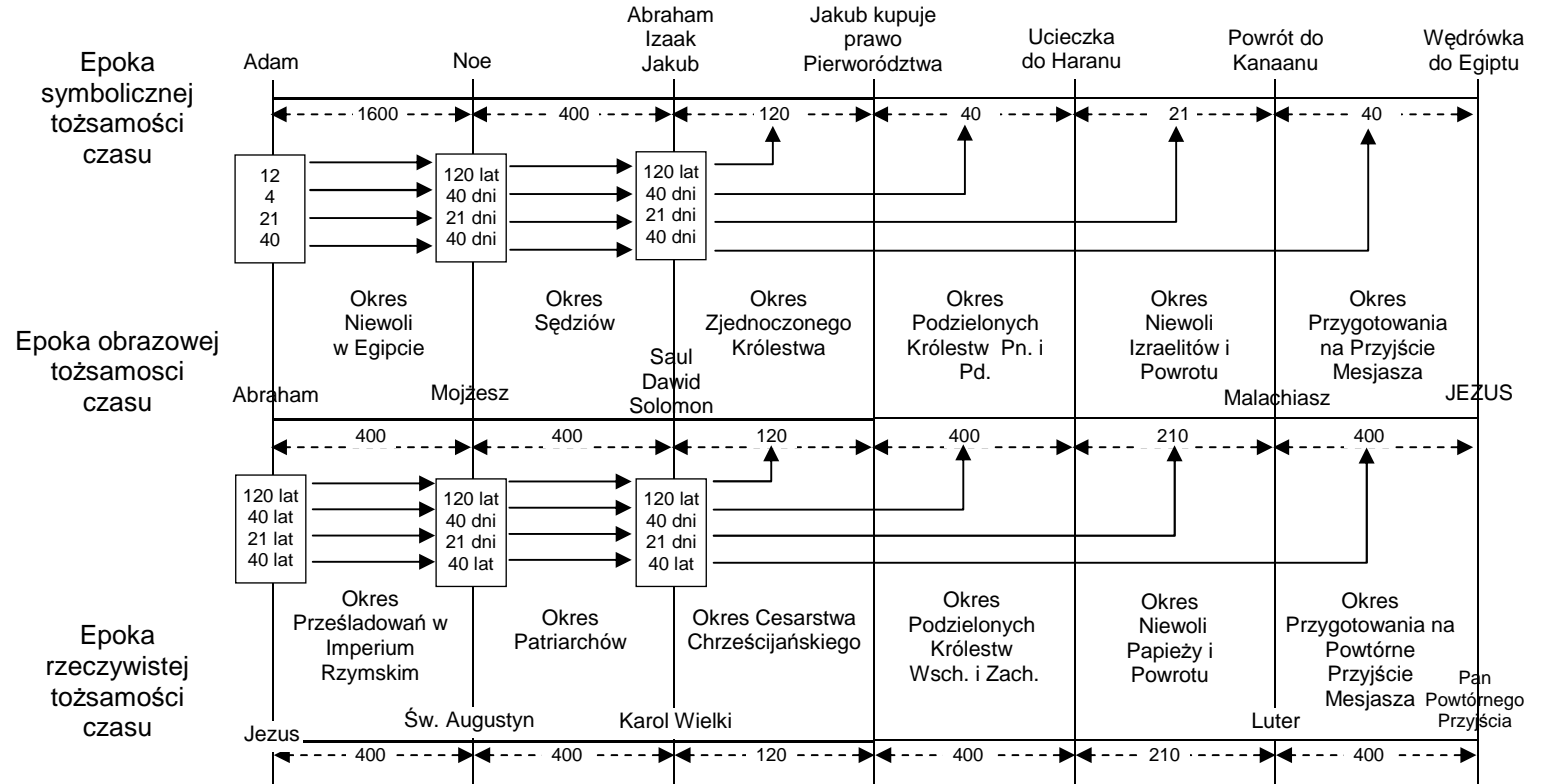 Epoka
symbolicznej
tożsamości
czasu
Adam
Noe
Abraham
Izaak
Jakub
Jakub kupuje
prawo
Pierworództwa
Ucieczka
do Haranu
Powrót do
Kanaanu
Wędrówka
do Egiptu
1600
400
120
40
21
40
12
4
21
40
120 lat
40 dni
21 dni
40 dni
120 lat
40 dni
21 dni
40 dni
Epoka obrazowej
tożsamosci
czasu
Okres
Niewoli
w Egipcie
Okres
Sędziów
Okres
Zjednoczonego
Królestwa
Okres
Podzielonych
Królestw Pn. i
Pd.
Okres
Niewoli
Izraelitów i
Powrotu
Okres
Przygotowania
na Przyjście
Mesjasza
Abraham
Mojżesz
Saul
Dawid
Solomon
Malachiasz
JEZUS
400
400
120
400
210
400
120 lat
40 lat
21 lat
40 lat
120 lat
40 dni
21 dni
40 lat
120 lat
40 dni
21 dni
40 lat
Epoka
rzeczywistej
tożsamości
czasu
Okres
Prześladowań w
Imperium
Rzymskim
Okres
Patriarchów
Okres Cesarstwa
Chrześcijańskiego
Okres
Podzielonych
Królestw
Wsch. i Zach.
Okres
Niewoli
Papieży i
Powrotu
Okres
Przygotowania na
Powtórne
Przyjście
Mesjasza
Jezus
Św. Augustyn
Karol Wielki
Luter
Pan
Powtórnego
Przyjścia
400
400
120
400
210
400